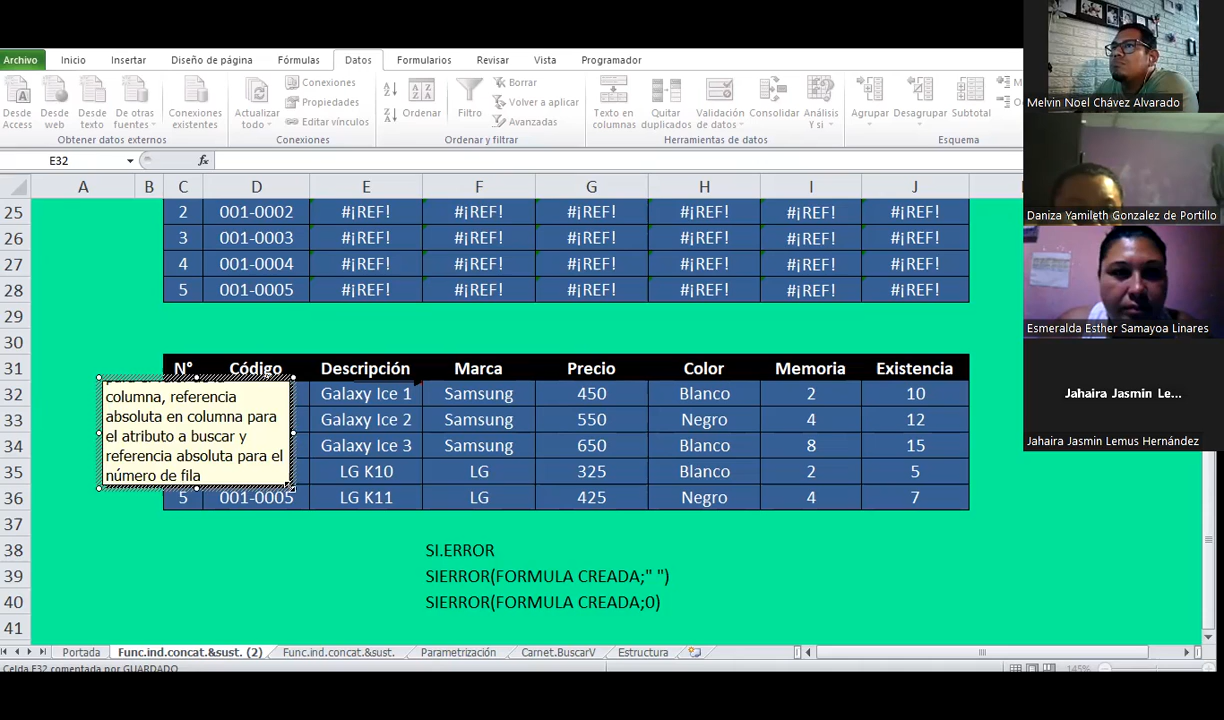 Archivo Inicio Insertar Diseño de página Fórmulas Datos Formularios Revisar Vista Programador
Desde Access
Desde web
Desde texto
De otras fuentes
Conexiones existentes
Obtener datos externos
Actualizar todo
Conexiones
Propiedades
Editar vínculos
Conexiones
Ordenar
Filtro
Borrar
Volver a aplicar
Avanzadas
Ordenar y filtrar
Texto en columnas
Quitar duplicados
Validación de datos
Consolidar
Análisis Y si
Herramientas de datos
Agrupar
Desagrupar
Subtotal
Esquema
E32 fx
A B C D E F G H I J
25 2 001-0002 #¡REF! #¡REF! #¡REF! #¡REF! #¡REF! #¡REF!
26 3 001-0003 #¡REF! #¡REF! #¡REF! #¡REF! #¡REF! #¡REF!
27 4 001-0004 #¡REF! #¡REF! #¡REF! #¡REF! #¡REF! #¡REF!
28 5 001-0005 #¡REF! #¡REF! #¡REF! #¡REF! #¡REF! #¡REF!
29
30
31 N° Código Descripción Marca Precio Color Memoria Existencia
32 Galaxy Ice 1 Samsung 450 Blanco 2 10
33 Galaxy Ice 2 Samsung 550 Negro 4 12
34 Galaxy Ice 3 Samsung 650 Blanco 8 15
35 LG K10 LG 325 Blanco 2 5
36 5 001-0005 LG K11 LG 425 Negro 4 7
columna, referencia
absoluta en columna para
el atributo a buscar y
referencia absoluta para el
número de fila
37
38 SI.ERROR
39 SIERROR(FORMULA CREADA;" ")
40 SIERROR(FORMULA CREADA;0)
41
Portada Func.ind.concat.&sust. (2) Func.ind.concat.&sust. Parametrización Carnet.BuscarV Estructura
Celda E32 comentada por GUARDADO
145%
Melvin Noel Chávez Alvarado
Daniza Yamileth Gonzalez de Portillo
Esmeralda Esther Samayoa Linares
Jahaira Jasmin Le...
Jahaira Jasmin Lemus Hernández